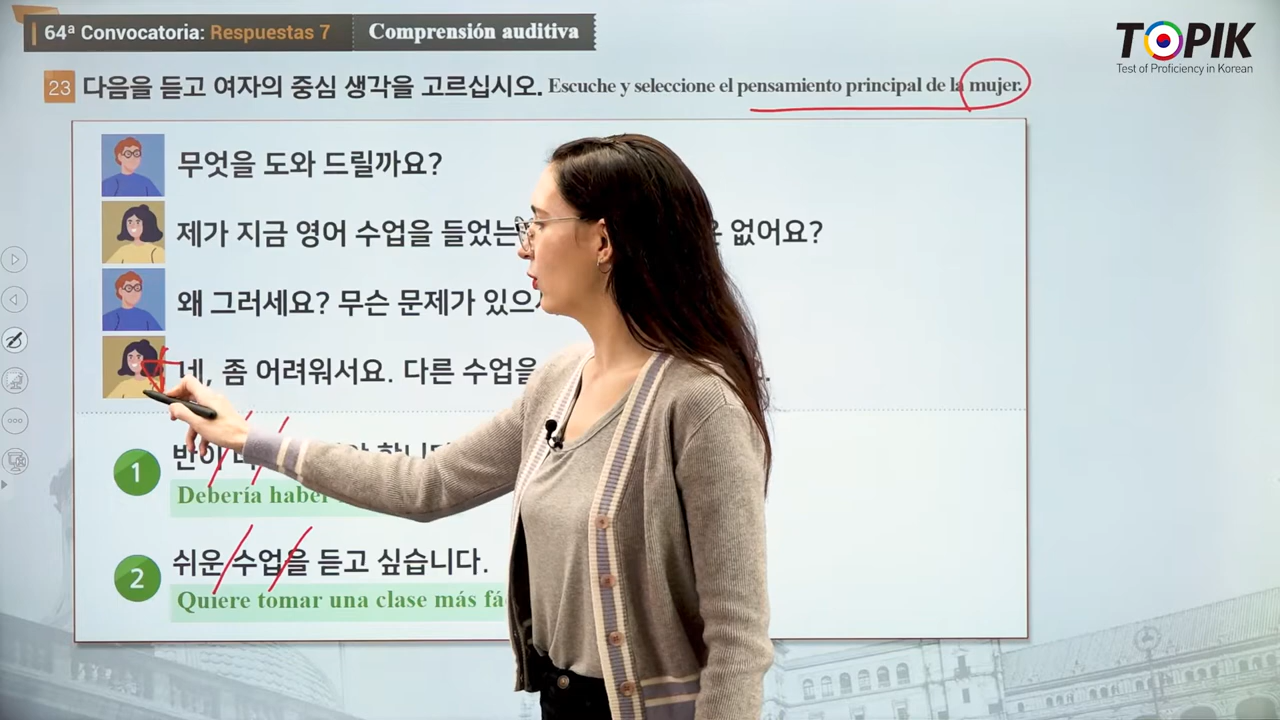 64ª Convocatoria: Respuestas 7 Comprensión auditiva
TOPIK
Test of Proficiency in Korean
23 다음을 듣고 여자의 중심 생각을 고르십시오. Escuche y seleccione el pensamiento principal de la mujer.
무엇을 도와 드릴까요?
제가 지금 영어 수업을 들었는 없어요?
왜 그러세요? 무슨 문제가
네, 좀 어려워서요. 다른 수업을
1 반이
Debería haber
2 쉬운 수업을 듣고 싶습니다.
Quiere tomar una clase más